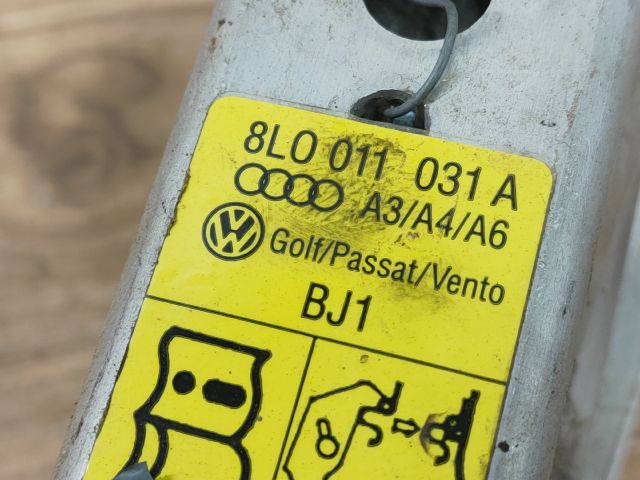 8L0 011 031 A
A3/A4/A6
Golf/Passat/Vento
BJ1